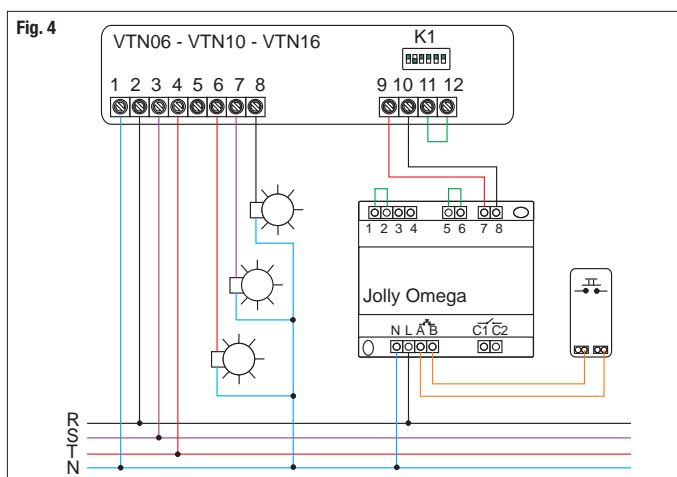 Fig. 4
VTN06 - VTN10 - VTN16
K1
1 2 3 4 5 6 7 8
9 10 11 12
1 2 3 4
5 6
7 8
Jolly Omega
N L A B
C1 C2
R
S
T
N